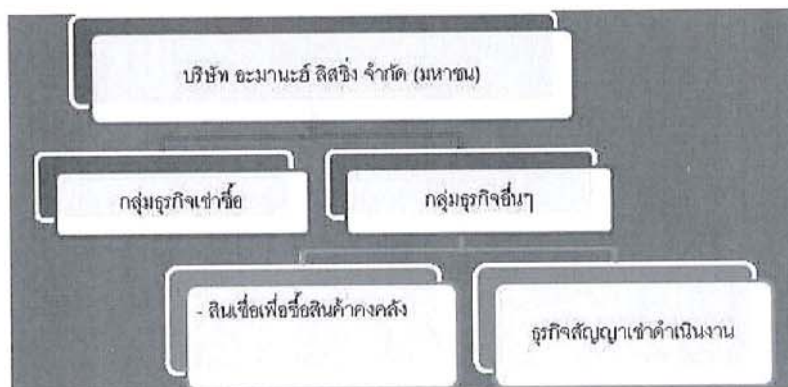 บริษัท อะมานะฮ์ ลิสซิ่ง จำกัด (มหาชน)
กลุ่มธุรกิจเช่าซื้อ
กลุ่มธุรกิจอื่นๆ
- สินเชื่อเพื่อซื้อสินค้าคงคลัง
ธุรกิจสัญญาเช่าดำเนินงาน